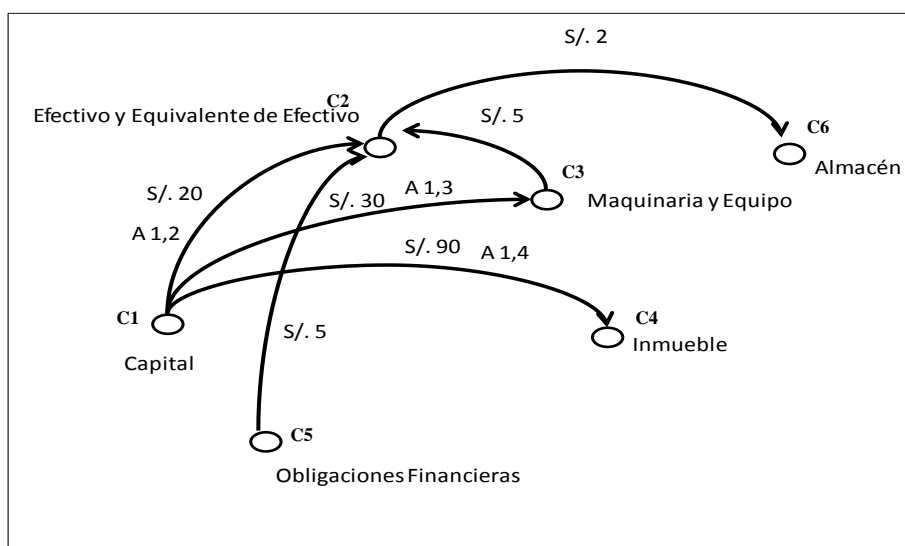 S/. 2
C2
Efectivo y Equivalente de Efectivo
S/. 5
C6
Almacén
C3
Maquinaria y Equipo
S/. 20
A 1,2
S/. 30
A 1,3
S/. 90
A 1,4
C1
Capital
S/. 5
C4
Inmueble
C5
Obligaciones Financieras